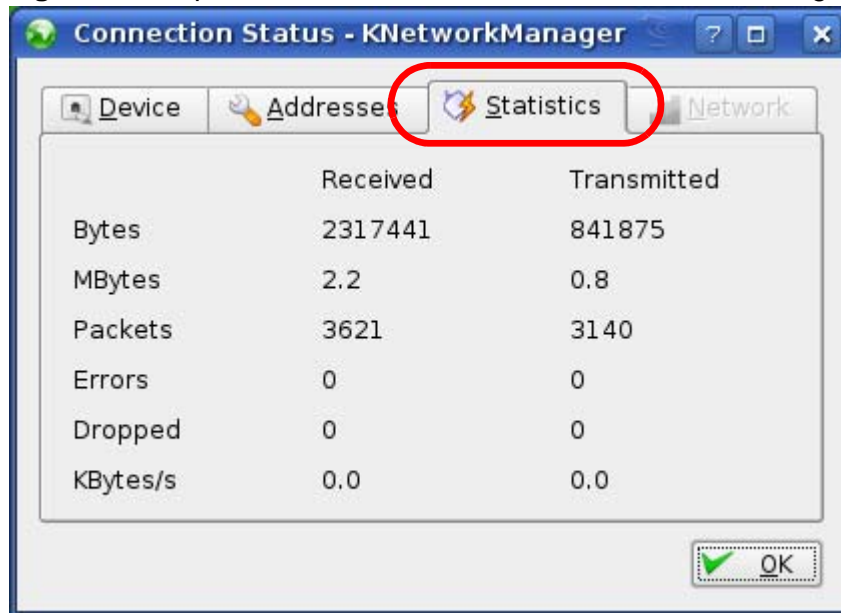 Connection Status - KNetworkManager
Device Addresses Statistics Network
Received Transmitted
Bytes 2317441 841875
MBytes 2.2 0.8
Packets 3621 3140
Errors 0 0
Dropped 0 0
KBytes/s 0.0 0.0
OK